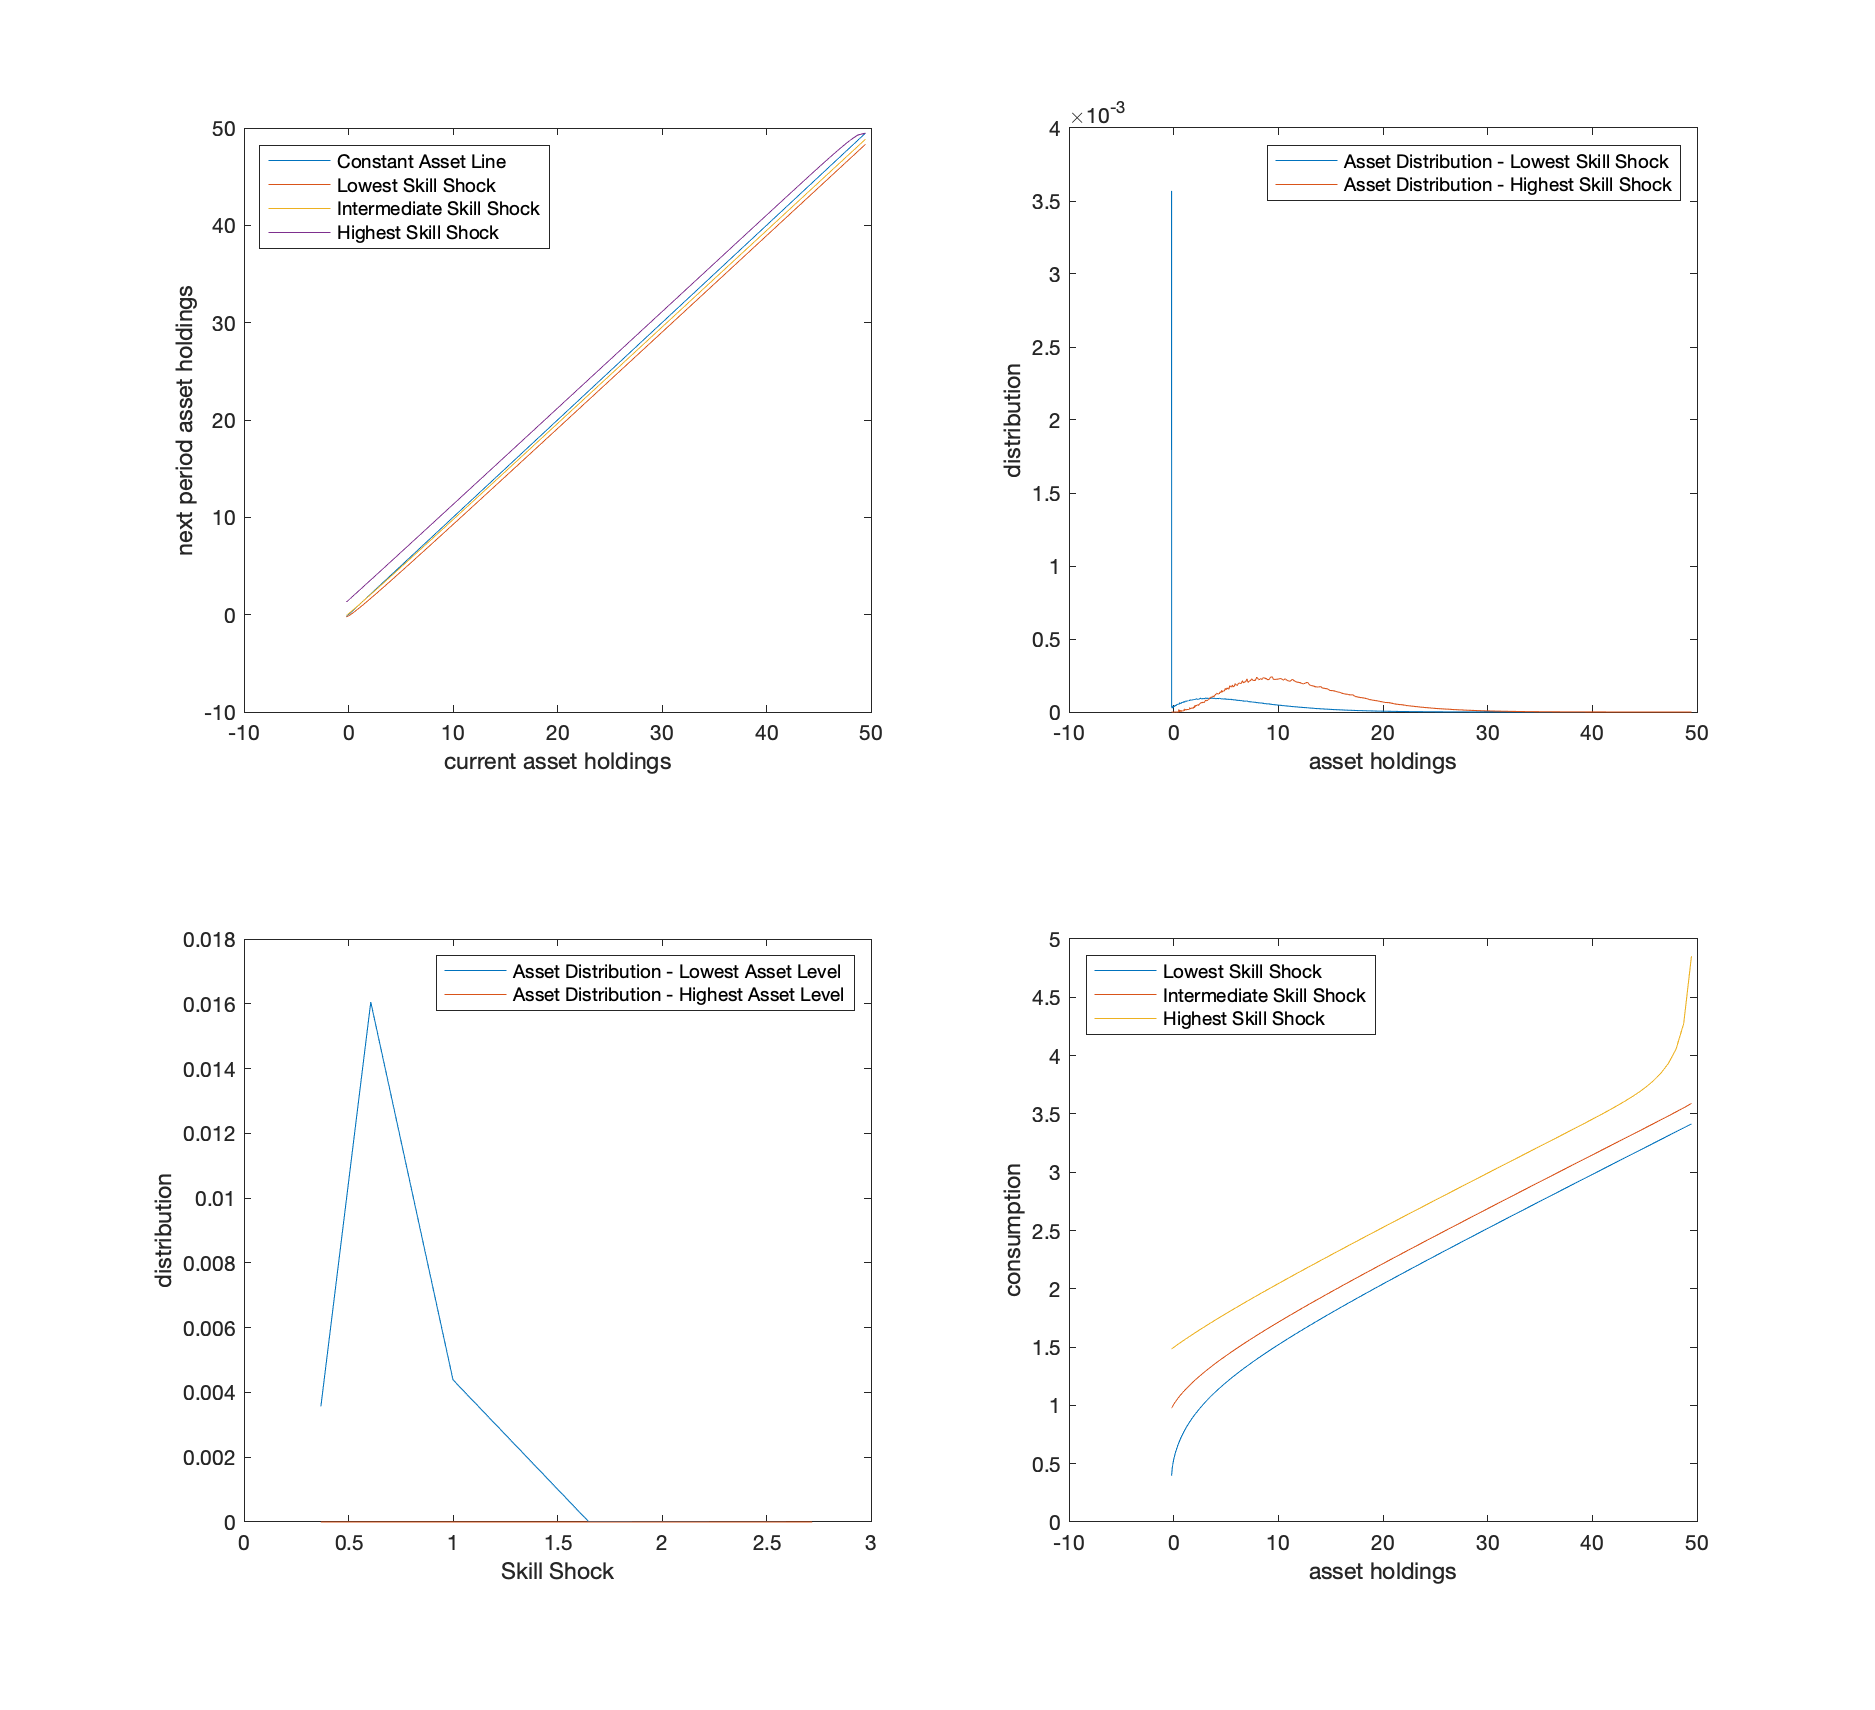 50
40
30
20
10
0
-10
-10 0 10 20 30 40 50
next period asset holdings
current asset holdings
Constant Asset Line
Lowest Skill Shock
Intermediate Skill Shock
Highest Skill Shock
×10-3
4
3.5
3
2.5
2
1.5
1
0.5
0
-10 0 10 20 30 40 50
distribution
asset holdings
Asset Distribution - Lowest Skill Shock
Asset Distribution - Highest Skill Shock
0.018
0.016
0.014
0.012
0.01
0.008
0.006
0.004
0.002
0
0 0.5 1 1.5 2 2.5 3
distribution
Skill Shock
Asset Distribution - Lowest Asset Level
Asset Distribution - Highest Asset Level
5
4.5
4
3.5
3
2.5
2
1.5
1
0.5
0
-10 0 10 20 30 40 50
consumption
asset holdings
Lowest Skill Shock
Intermediate Skill Shock
Highest Skill Shock